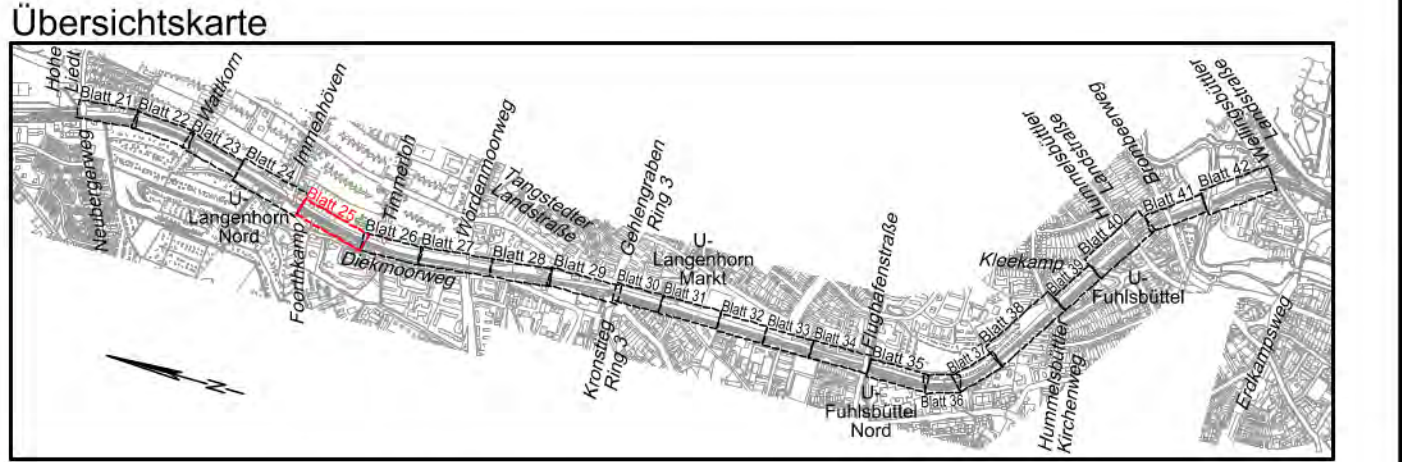 Übersichtskarte
Hohe
Liedt
Neubergerweg
Blatt 21
Blatt 22
Wattkorn
Blatt 23
Blatt 24
Immenhöven
U-
Langenhorn
Nord
Foorthkamp
Blatt 25
Timmerloh
Blatt 26
Diekmoorweg
Blatt 27
Wördenmoorweg
Tangstedter
Landstraße
Blatt 28
Blatt 29
Gehlengraben
Ring 3
Kronstieg
Ring 3
Blatt 30
U-
Langenhorn
Markt
Blatt 31
Blatt 32
Blatt 33
Blatt 34
Flughafenstraße
Blatt 35
U-
Fuhlsbüttel
Nord
Blatt 36
Blatt 37
Blatt 38
Kleekamp
Blatt 39
Hummelsbütteler
Kirchenweg
Blatt 40
U-
Fuhlsbüttel
Hummelsbüttler
Landstraße
Brombeerweg
Blatt 41
Blatt 42
Wellingsbüttler
Landstraße
Erdkampsweg
N